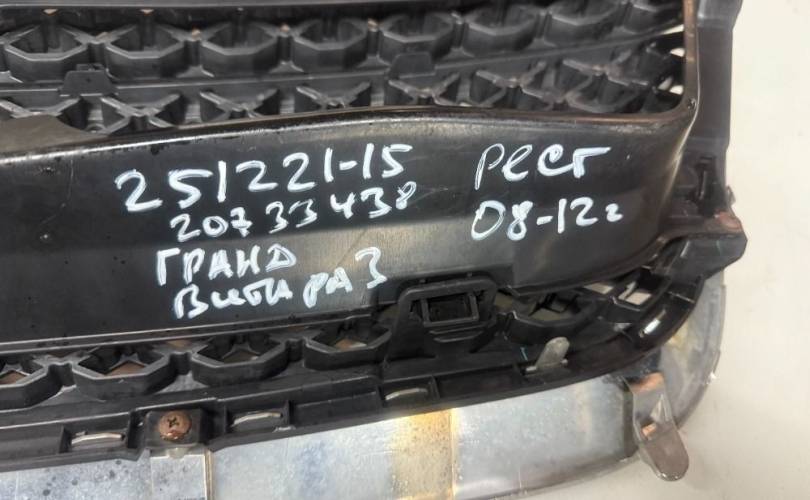 251221-15
20733438
ГРАНД
Витара 3
рест
08-12г